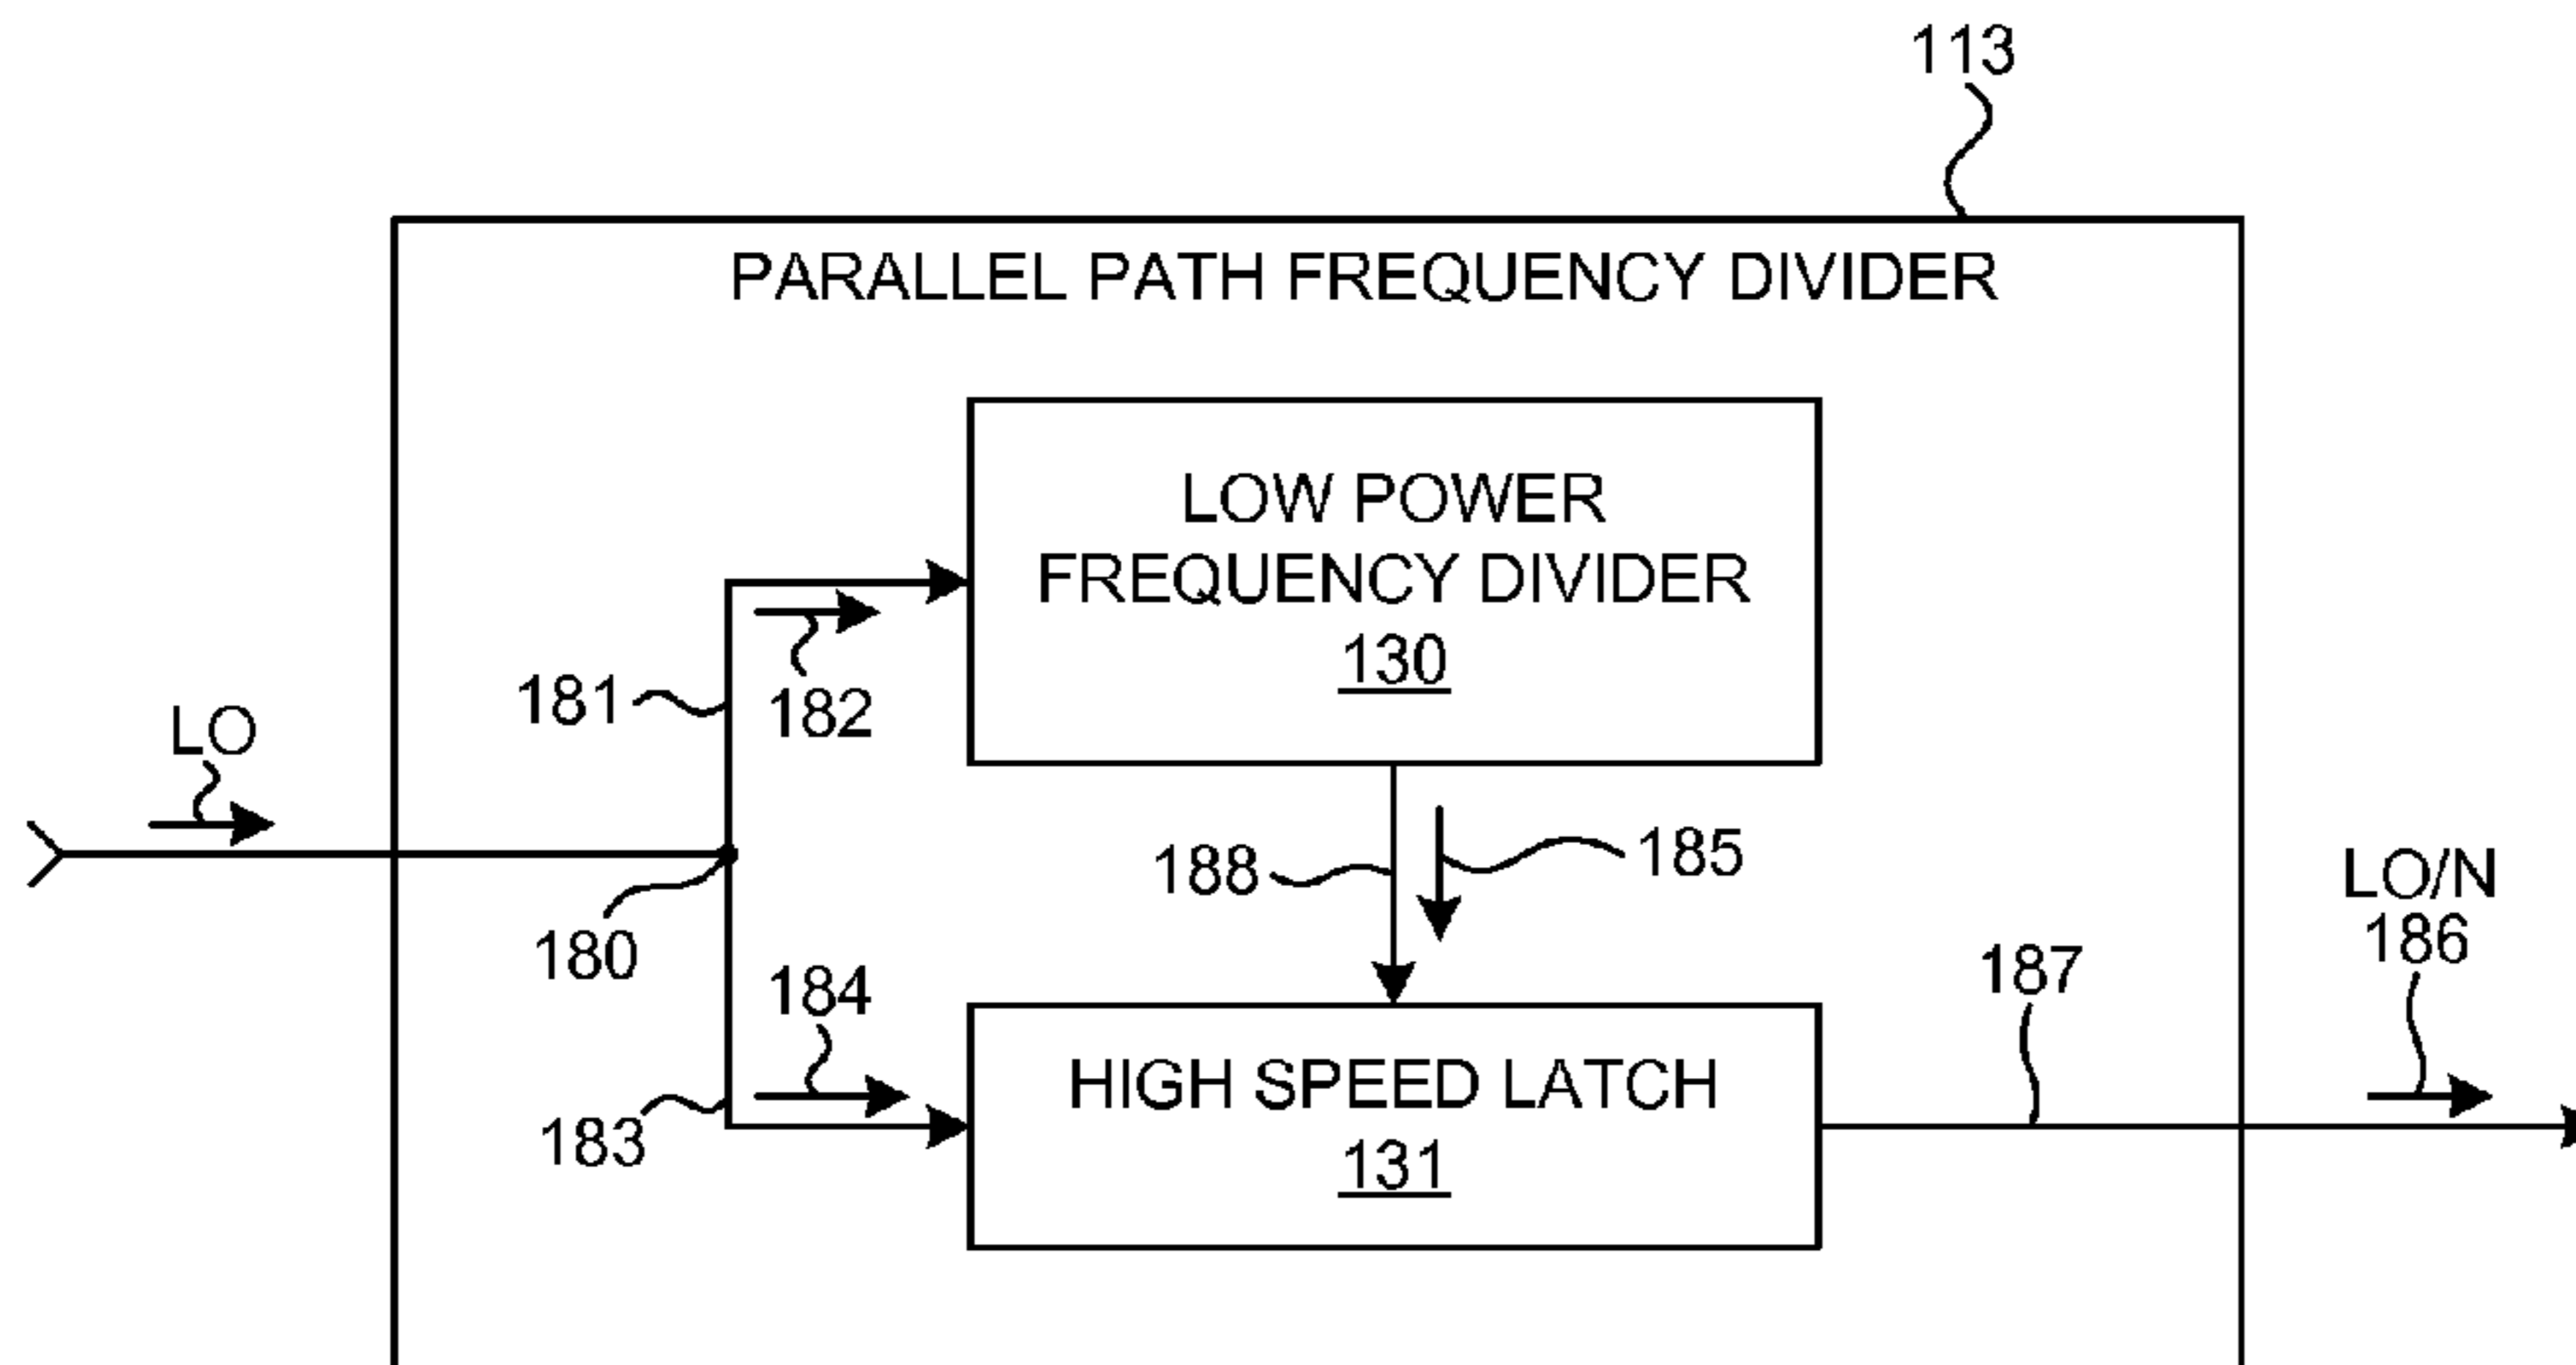 113
PARALLEL PATH FREQUENCY DIVIDER
LOW POWER
FREQUENCY DIVIDER
130
181
182
LO
188
185
LO/N
186
180
184
187
HIGH SPEED LATCH
131
183